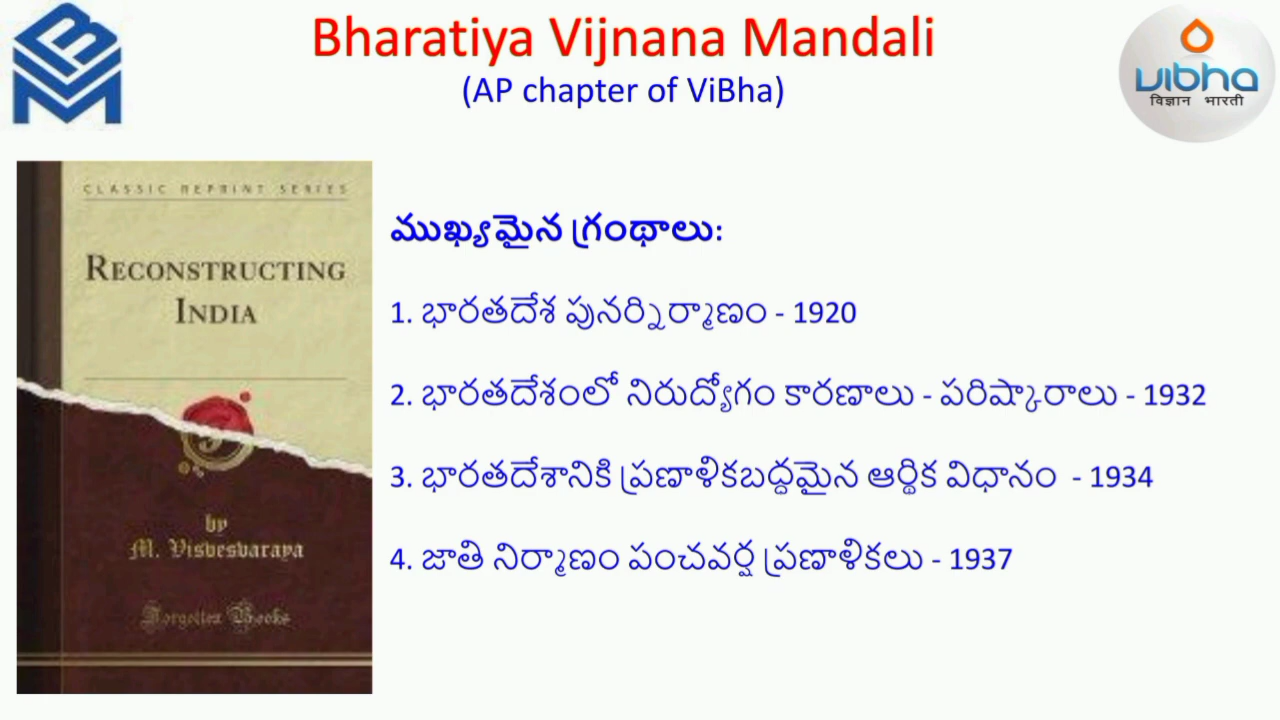 Bharatiya Vijnana Mandali
(AP chapter of ViBha)
BVM
vibha
विज्ञान भारती
CLASSIC REPRINT SERIES
RECONSTRUCTING
INDIA
by
M. Visvesvaraya
Forgotten Books
ముఖ్యమైన గ్రంథాలు:
1. భారతదేశ పునర్నిర్మాణం - 1920
2. భారతదేశంలో నిరుద్యోగం కారణాలు - పరిష్కారాలు - 1932
3. భారతదేశానికి ప్రణాళికబద్ధమైన ఆర్థిక విధానం - 1934
4. జాతి నిర్మాణం పంచవర్ష ప్రణాళికలు - 1937